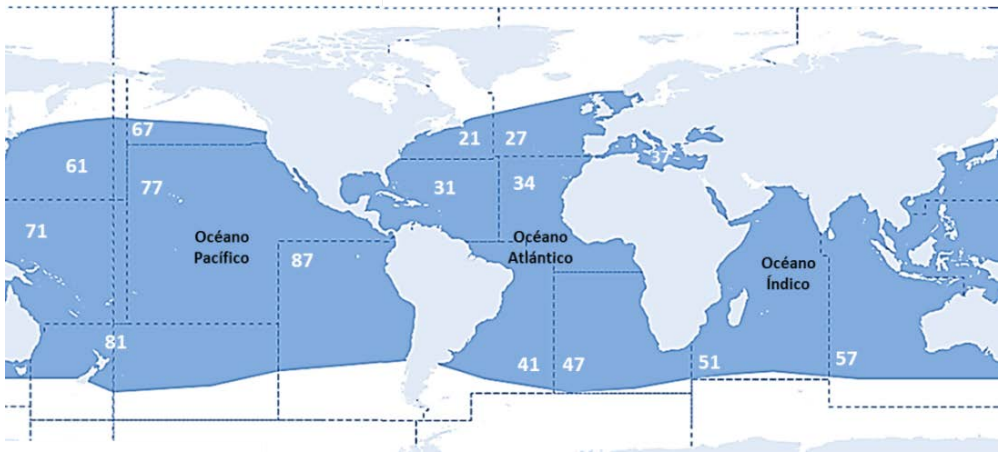 67
21
27
37
61
77
31
34
71
Océano
Pacífico
87
Océano
Atlántico
Océano
Índico
81
41
47
51
57